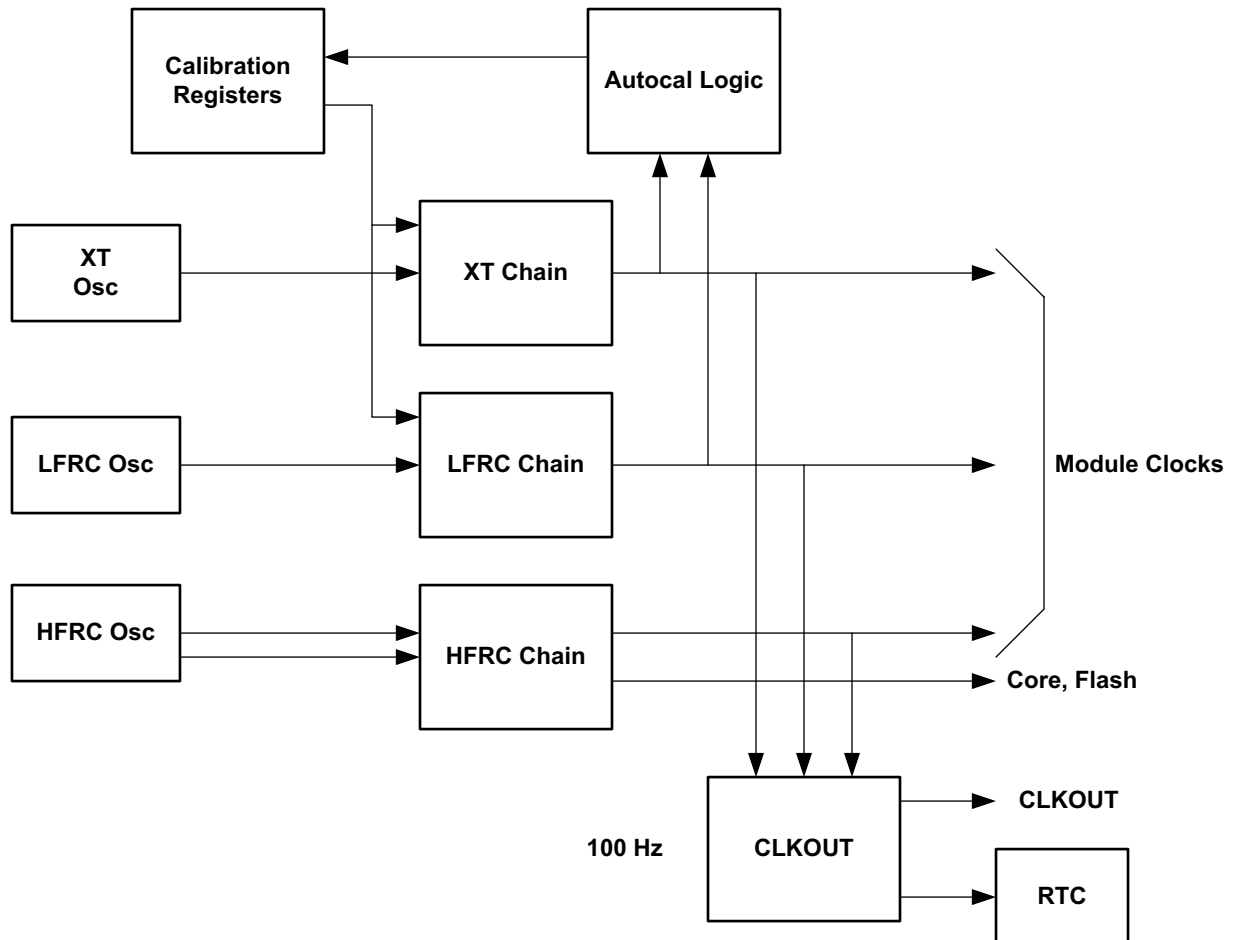 Calibration
Registers
Autocal Logic
XT
Osc
XT Chain
LFRC Osc
LFRC Chain
Module Clocks
HFRC Osc
HFRC Chain
Core, Flash
CLKOUT
100 Hz
CLKOUT
RTC